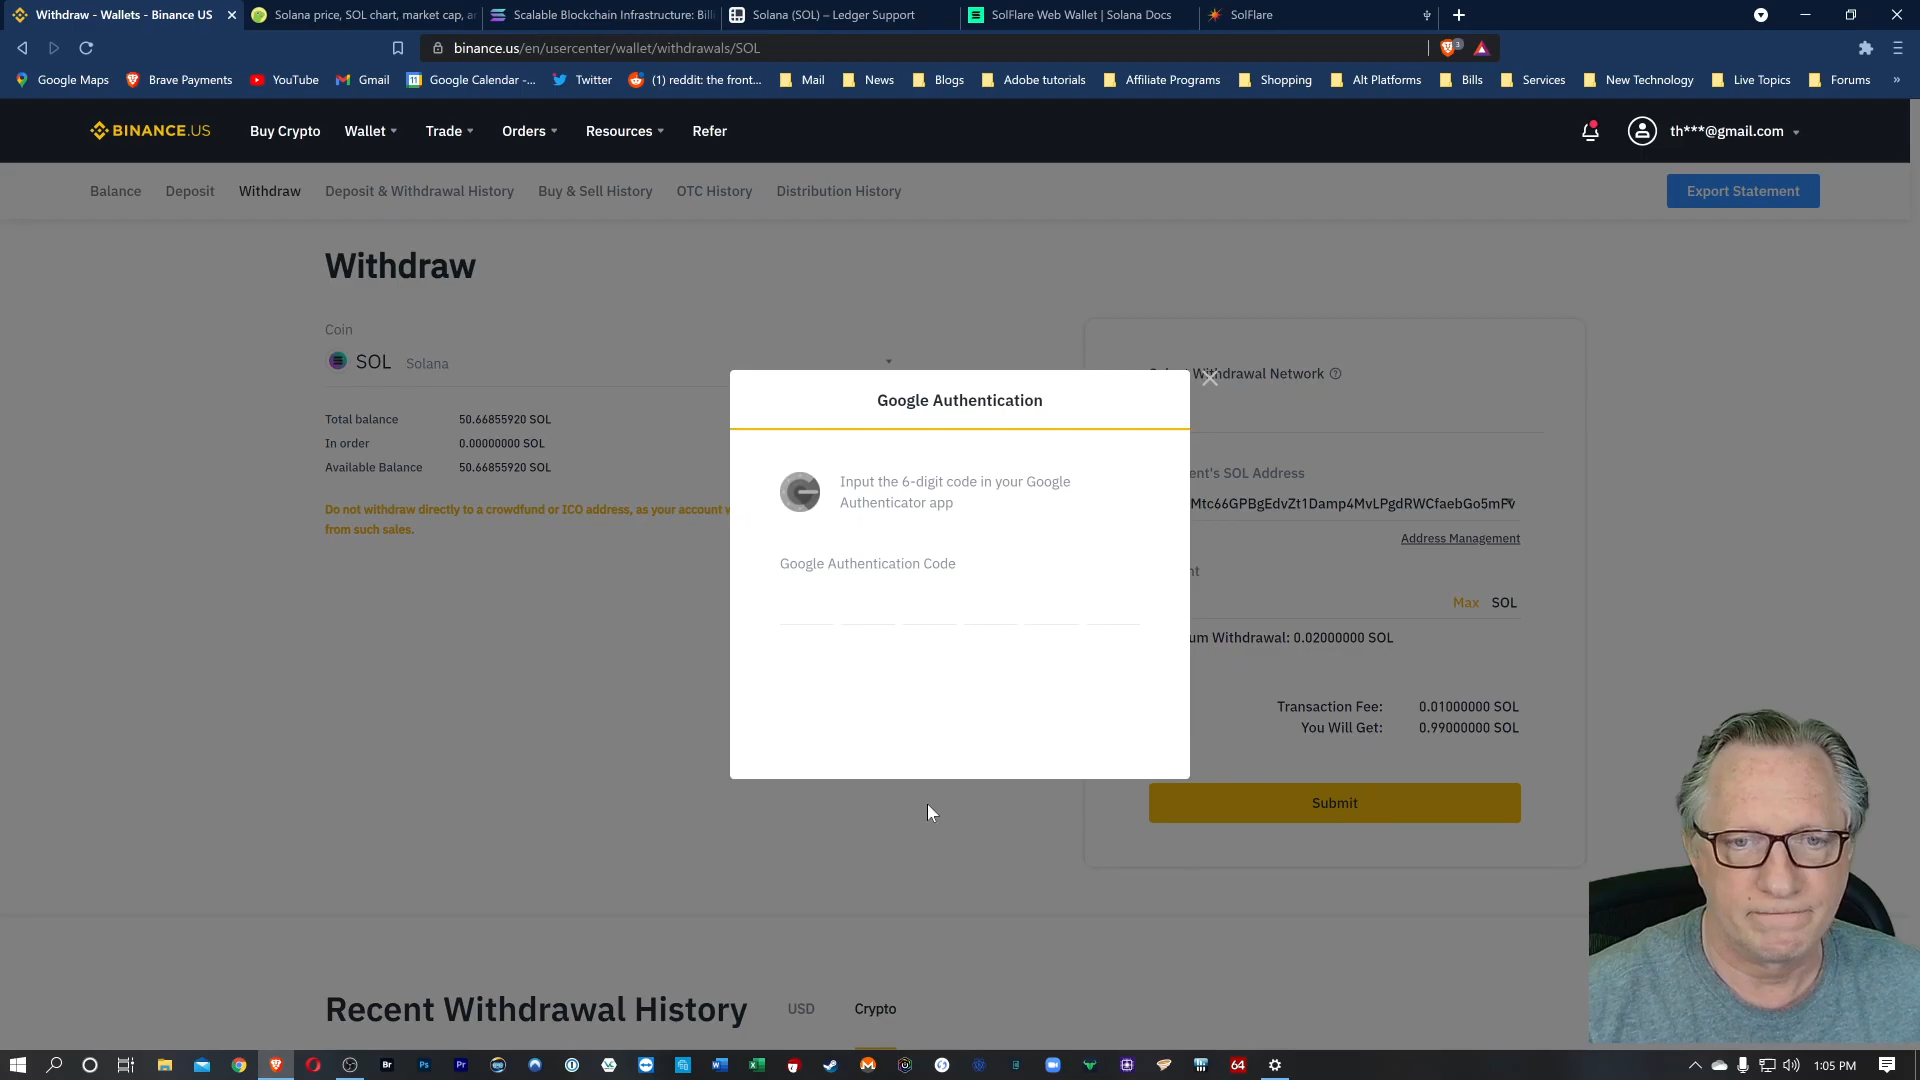 Withdraw - Wallets - Binance US
Solana price, SOL chart, market cap, a
Scalable Blockchain Infrastructure: Bill
Solana (SOL) – Ledger Support
SolFlare Web Wallet | Solana Docs
SolFlare
binance.us/en/usercenter/wallet/withdrawals/SOL
3
Google Maps
Brave Payments
YouTube
Gmail
11
Google Calendar -...
Twitter
(1) reddit: the front...
Mail
News
Blogs
Adobe tutorials
Affiliate Programs
Shopping
Alt Platforms
Bills
Services
New Technology
Live Topics
Forums
»
BINANCE.US
Buy Crypto
Wallet
Trade
Orders
Resources
Refer
th***@gmail.com
Balance
Deposit
Withdraw
Deposit & Withdrawal History
Buy & Sell History
OTC History
Distribution History
Export Statement
Withdraw
Coin
SOL Solana
Total balance 50.66855920 SOL
In order 0.00000000 SOL
Available Balance 50.66855920 SOL
Do not withdraw directly to a crowdfund or ICO address, as your account w
from such sales.
Google Authentication
Input the 6-digit code in your Google
Authenticator app
Google Authentication Code
Withdrawal Network
ent's SOL Address
Mtc66GPBgEdvZt1Damp4MvLPgdRWCfaebGo5mF
Address Management
nt
Max SOL
um Withdrawal: 0.02000000 SOL
Transaction Fee: 0.01000000 SOL
You Will Get: 0.99000000 SOL
Submit
Recent Withdrawal History
USD
Crypto
Br
Ps
Pr
64
1:05 PM